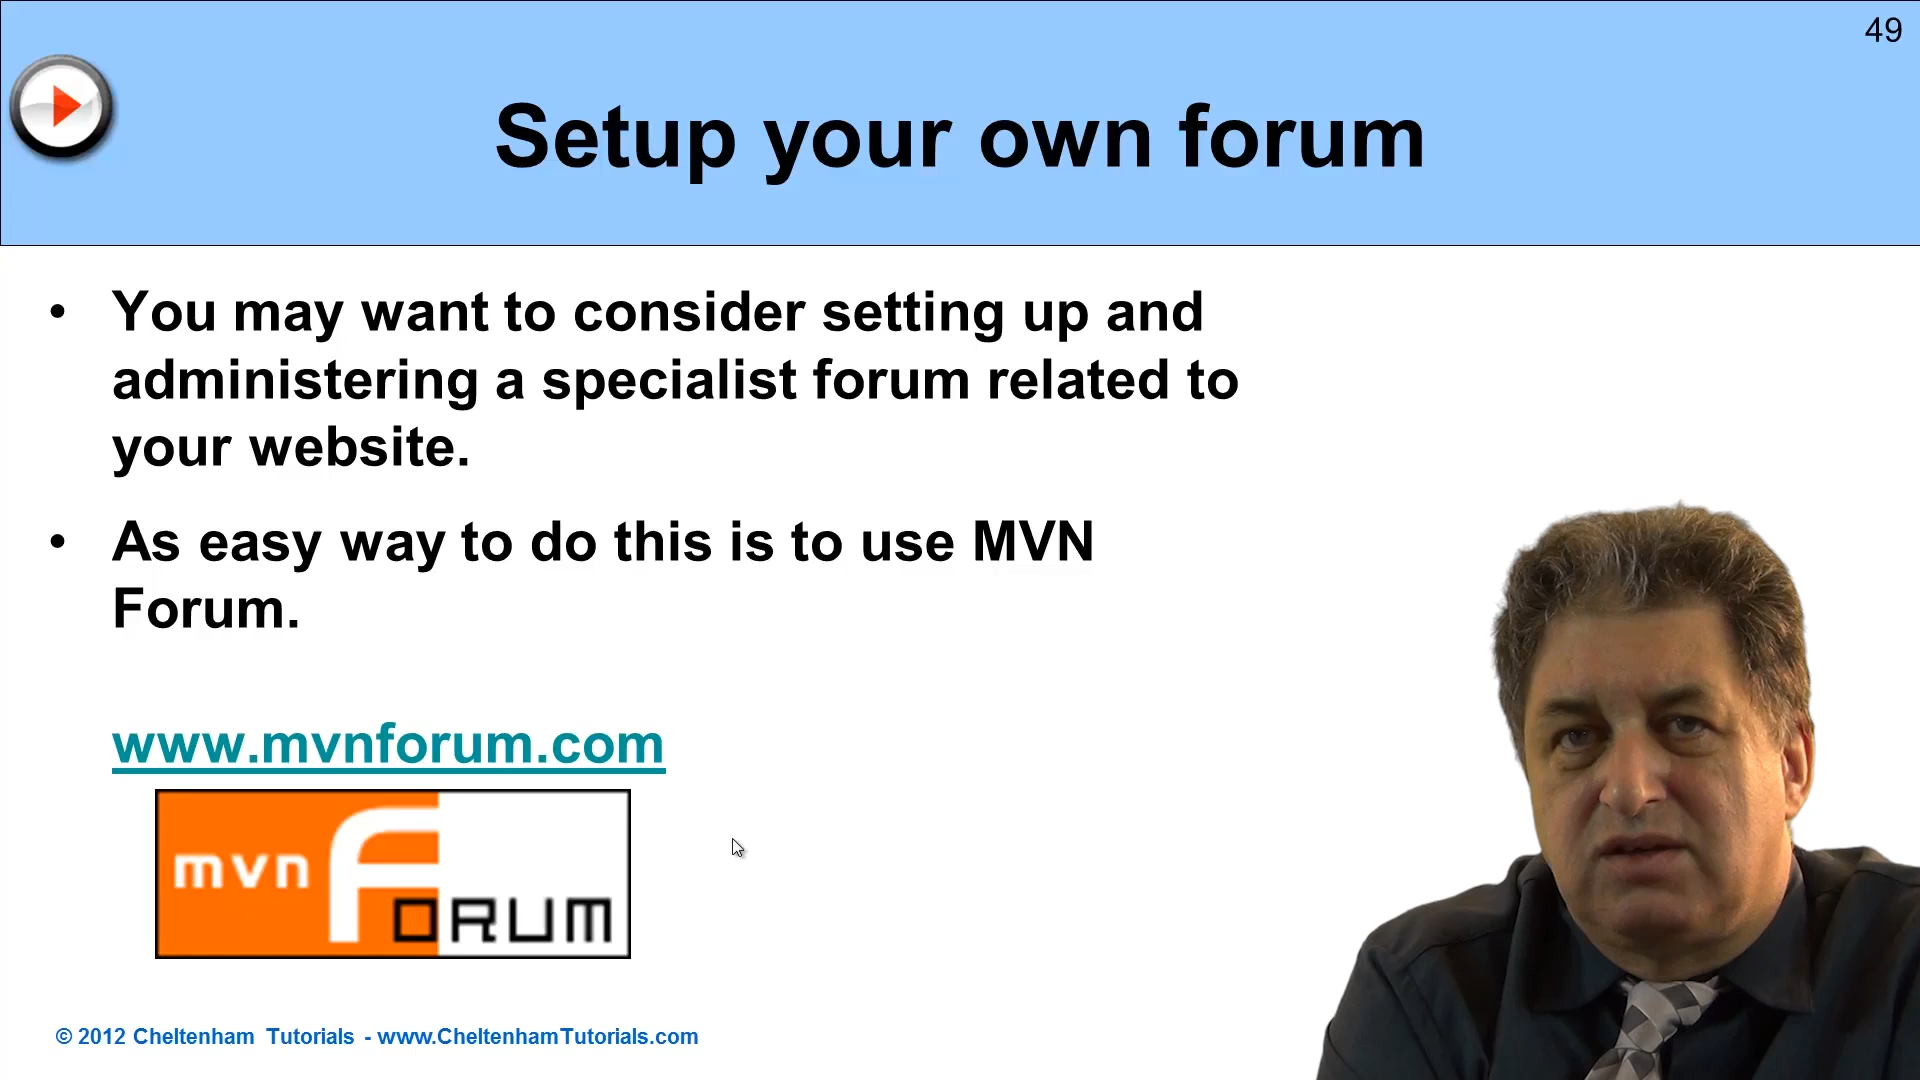 49
Setup your own forum
• You may want to consider setting up and
administering a specialist forum related to
your website.
• As easy way to do this is to use MVN
Forum.
www.mvnforum.com
mvn FORUM
© 2012 Cheltenham Tutorials - www.CheltenhamTutorials.com